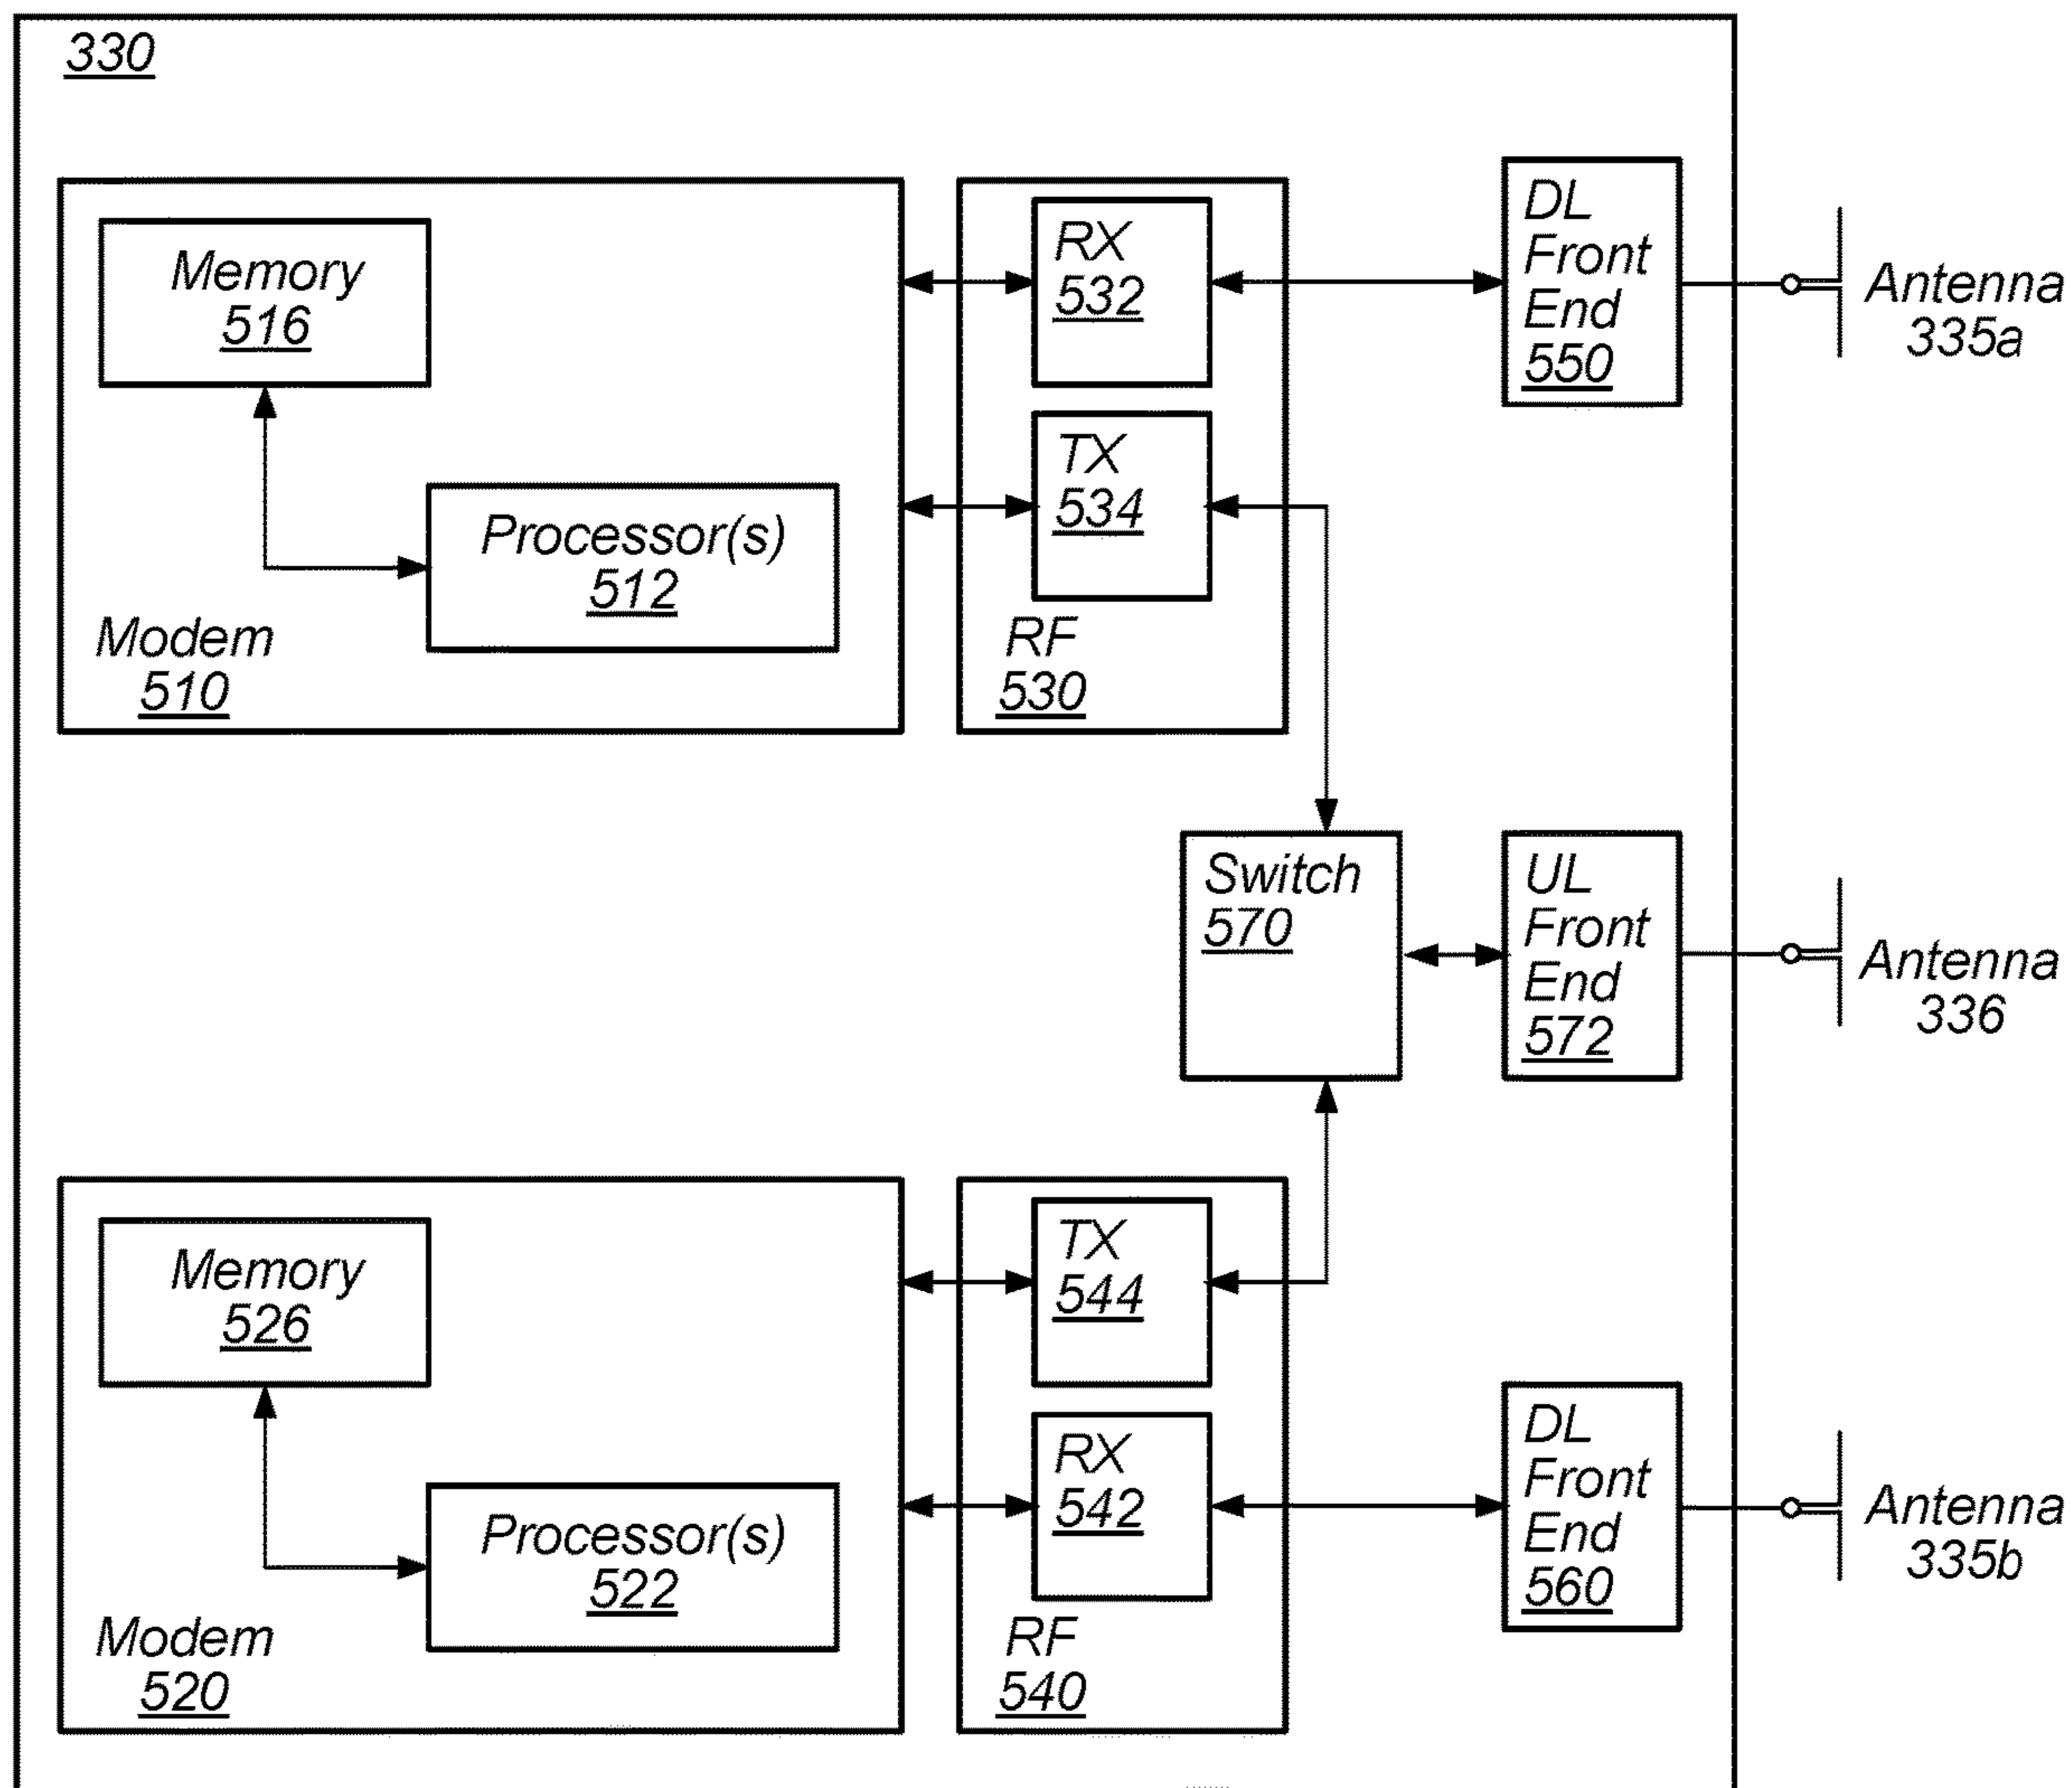 330
Memory
516
Processor(s)
512
Modem
510
RX
532
TX
534
RF
530
DL
Front
End
550
Antenna
335a
Switch
570
UL
Front
End
572
Antenna
336
Memory
526
Processor(s)
522
Modem
520
TX
544
RX
542
RF
540
DL
Front
End
560
Antenna
335b